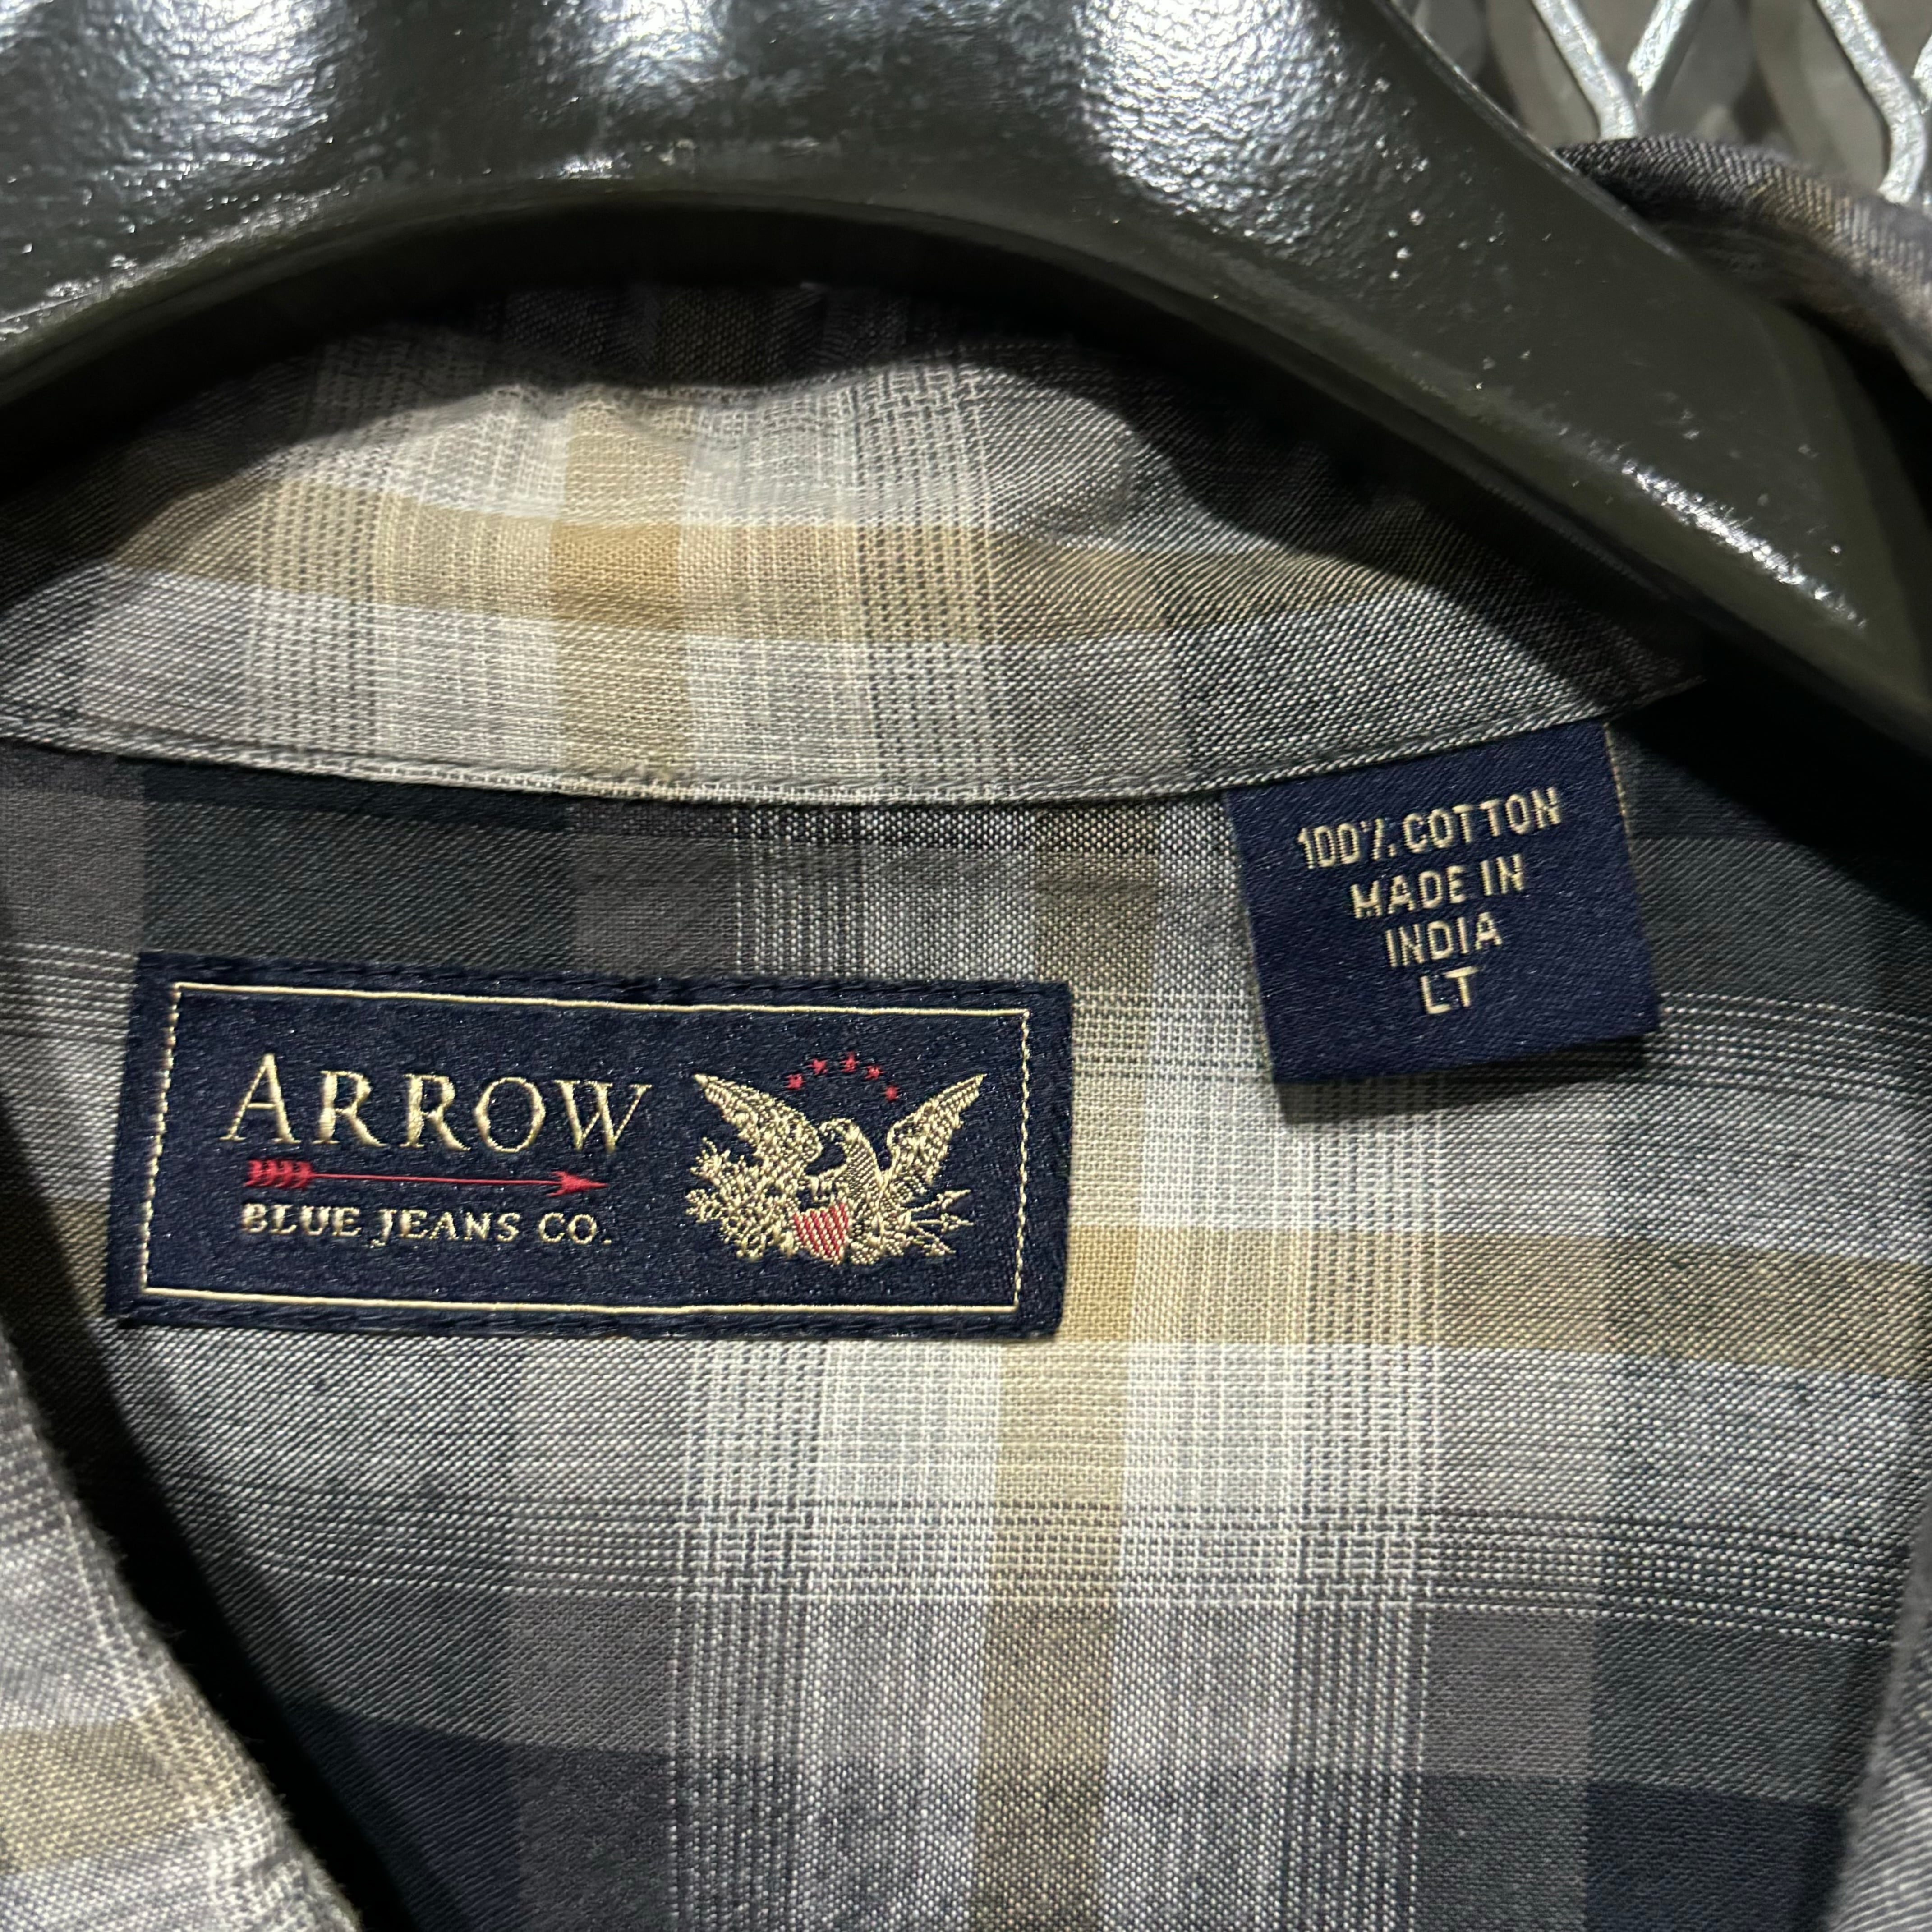 100% COTTON
MADE IN
INDIA
LT
ARROW
BLUE JEANS CO.